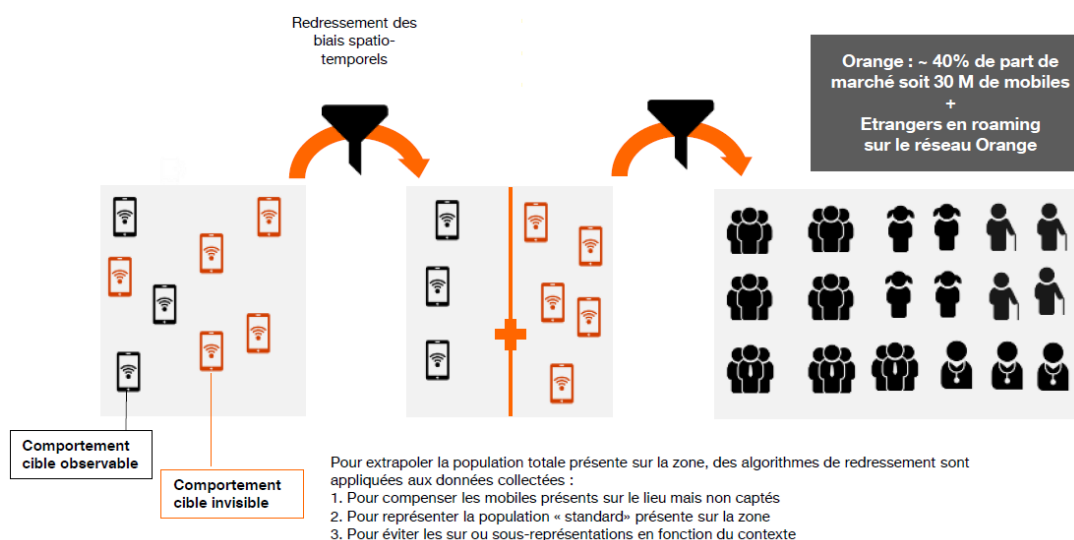 Redressement des
biais spatio-
temporels
Orange : ~ 40% de part de
marché soit 30 M de mobiles
+
Etrangers en roaming
sur le réseau Orange
Comportement
cible observable
Comportement
cible invisible
Pour extrapoler la population totale présente sur la zone, des algorithmes de redressement sont
appliquées aux données collectées :
1. Pour compenser les mobiles présents sur le lieu mais non captés
2. Pour représenter la population « standard» présente sur la zone
3. Pour éviter les sur ou sous-représentations en fonction du contexte